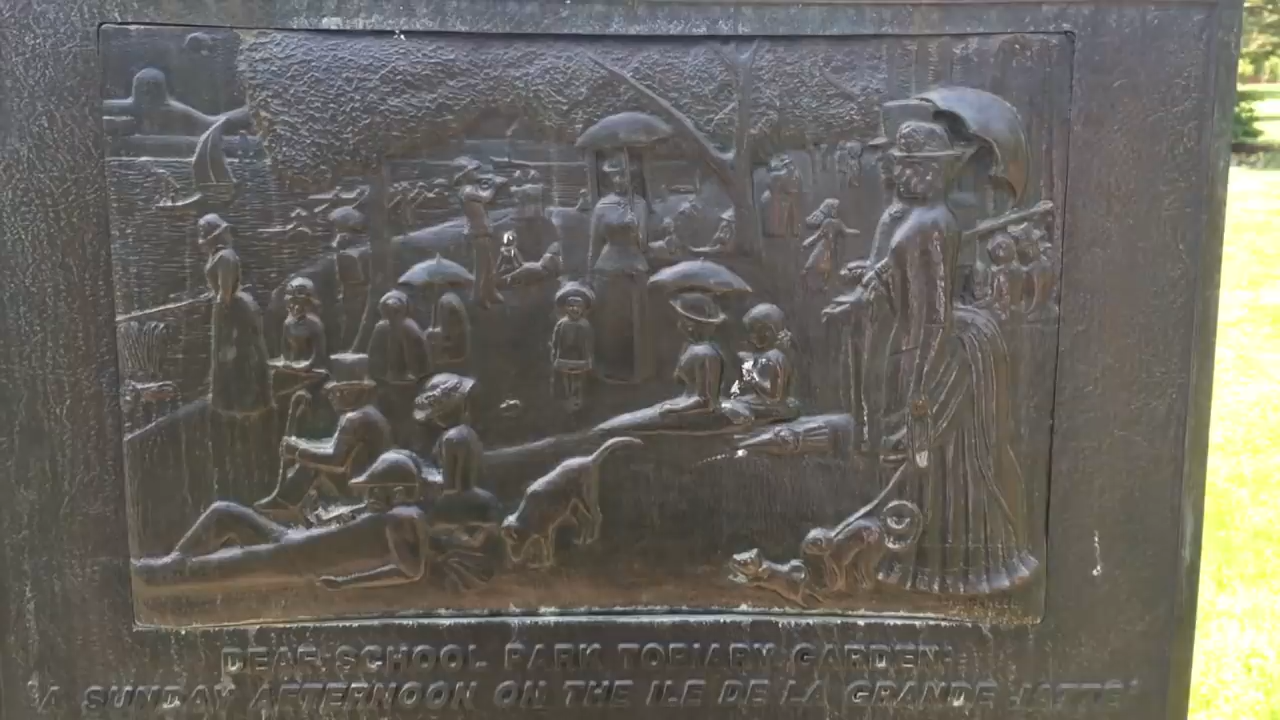 DEAF SCHOOL PARK TOPIARY GARDEN:
'A SUNDAY AFTERNOON ON THE ILE DE LA GRANDE JATTE'